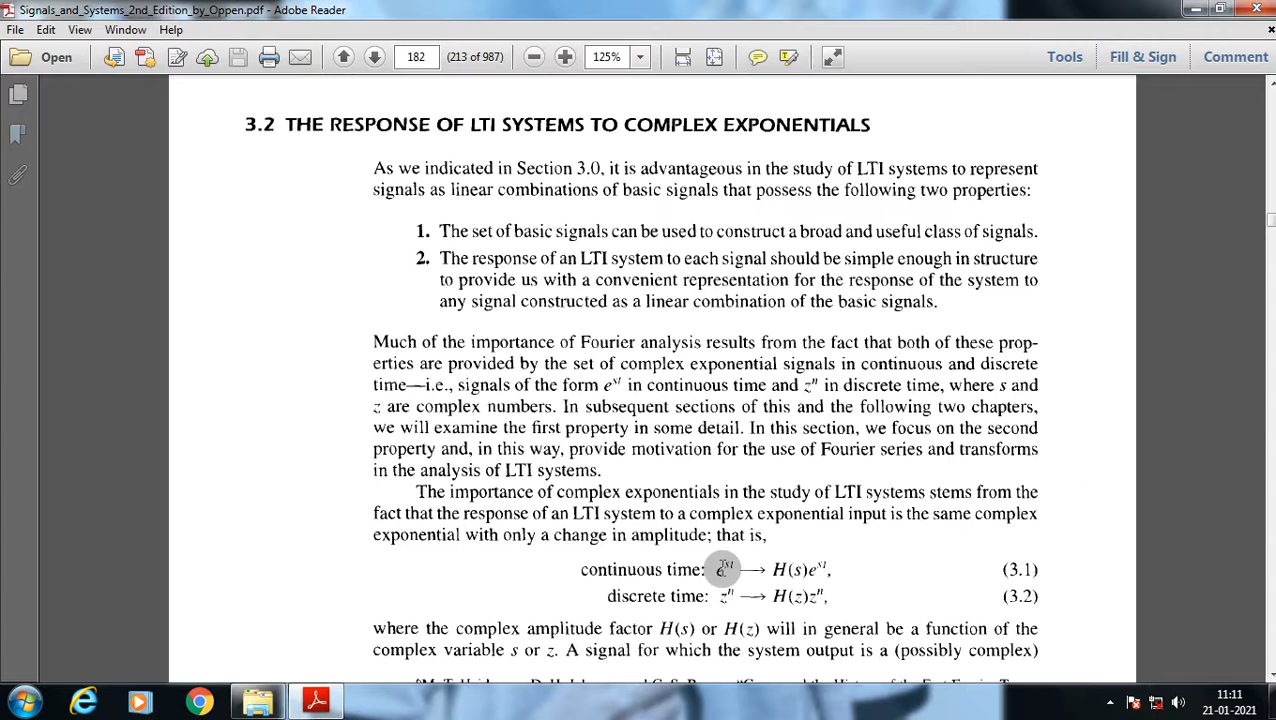 Signals_and_Systems_2nd_Edition_by_Oppen.pdf - Adobe Reader
File Edit View Window Help
Open 182 (213 of 987) 125% Tools Fill & Sign Comment
3.2 THE RESPONSE OF LTI SYSTEMS TO COMPLEX EXPONENTIALS
As we indicated in Section 3.0, it is advantageous in the study of LTI systems to represent
signals as linear combinations of basic signals that possess the following two properties:
1. The set of basic signals can be used to construct a broad and useful class of signals.
2. The response of an LTI system to each signal should be simple enough in structure
to provide us with a convenient representation for the response of the system to
any signal constructed as a linear combination of the basic signals.
Much of the importance of Fourier analysis results from the fact that both of these prop-
erties are provided by the set of complex exponential signals in continuous and discrete
time—i.e., signals of the form e^{st} in continuous time and z^n in discrete time, where s and
z are complex numbers. In subsequent sections of this and the following two chapters,
we will examine the first property in some detail. In this section, we focus on the second
property and, in this way, provide motivation for the use of Fourier series and transforms
in the analysis of LTI systems.
The importance of complex exponentials in the study of LTI systems stems from the
fact that the response of an LTI system to a complex exponential input is the same complex
exponential with only a change in amplitude; that is,
continuous time: e^{st} ⟶ H(s)e^{st}, (3.1)
discrete time: z^n ⟶ H(z)z^n, (3.2)
where the complex amplitude factor H(s) or H(z) will in general be a function of the
complex variable s or z. A signal for which the system output is a (possibly complex)
11:11
21-01-2021